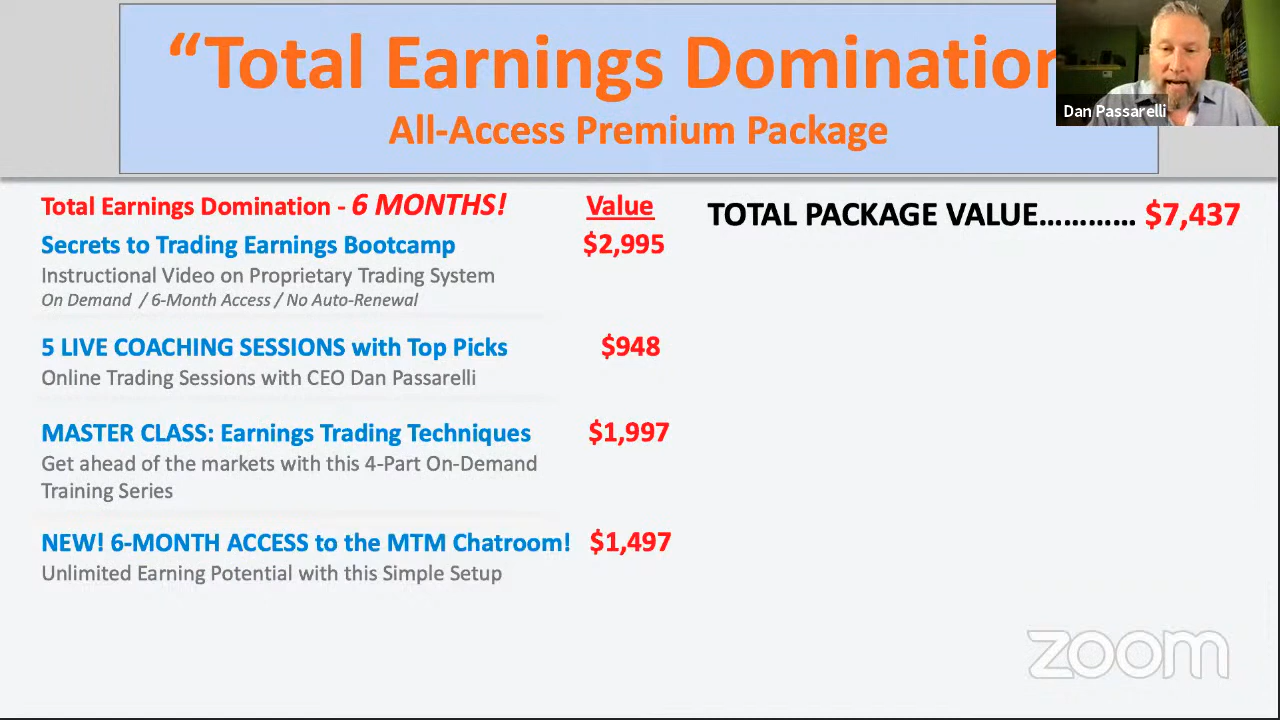 “Total Earnings Domination
All-Access Premium Package
Dan Passarelli
Total Earnings Domination - 6 MONTHS!
Value
Secrets to Trading Earnings Bootcamp
$2,995
Instructional Video on Proprietary Trading System
On Demand / 6-Month Access / No Auto-Renewal
5 LIVE COACHING SESSIONS with Top Picks
$948
Online Trading Sessions with CEO Dan Passarelli
MASTER CLASS: Earnings Trading Techniques
$1,997
Get ahead of the markets with this 4-Part On-Demand
Training Series
NEW! 6-MONTH ACCESS to the MTM Chatroom!
$1,497
Unlimited Earning Potential with this Simple Setup
TOTAL PACKAGE VALUE………… $7,437
zoom